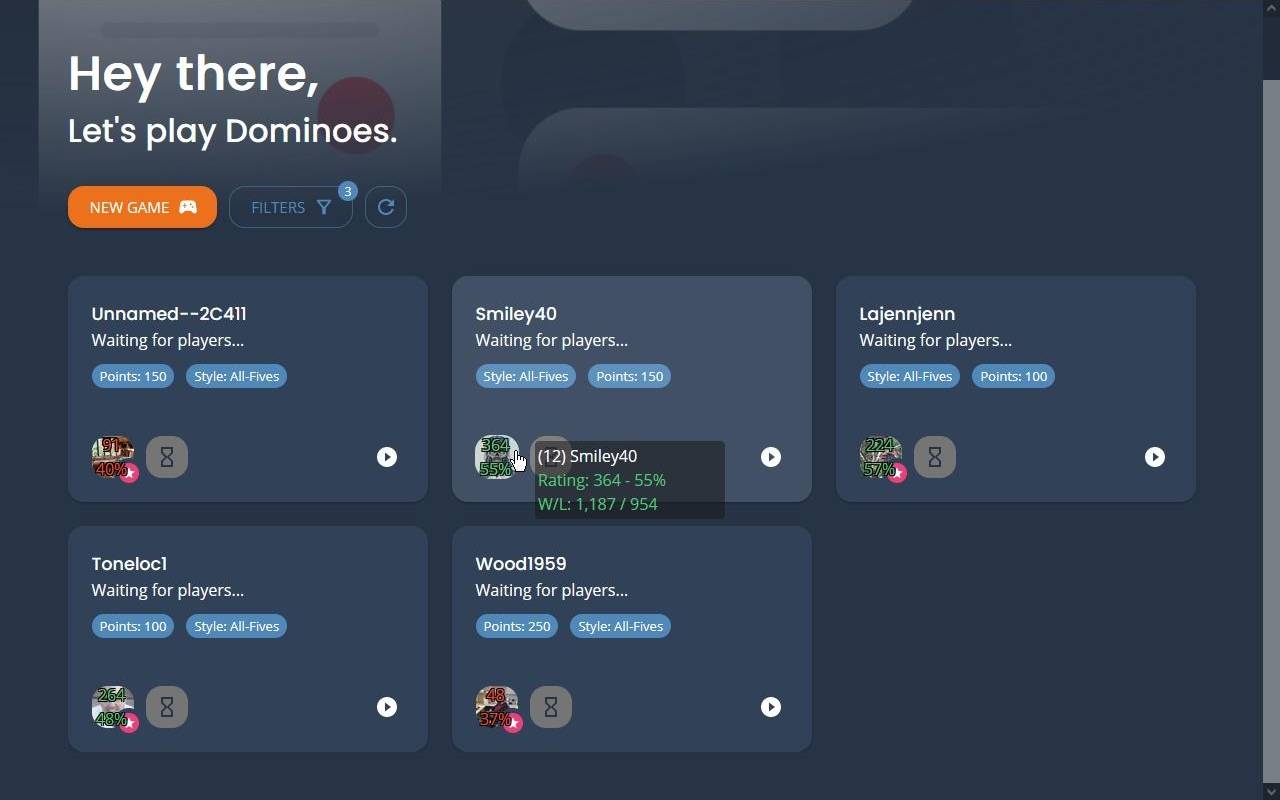 Hey there,
Let's play Dominoes.
NEW GAME
FILTERS
3
Unnamed--2C411
Waiting for players...
Points: 150
Style: All-Fives
91
40%
Smiley40
Waiting for players...
Style: All-Fives
Points: 150
364
55%
(12) Smiley40
Rating: 364 - 55%
W/L: 1,187 / 954
Lajennjenn
Waiting for players...
Style: All-Fives
Points: 100
224
57%
Toneloc1
Waiting for players...
Points: 100
Style: All-Fives
264
48%
Wood1959
Waiting for players...
Points: 250
Style: All-Fives
48
37%